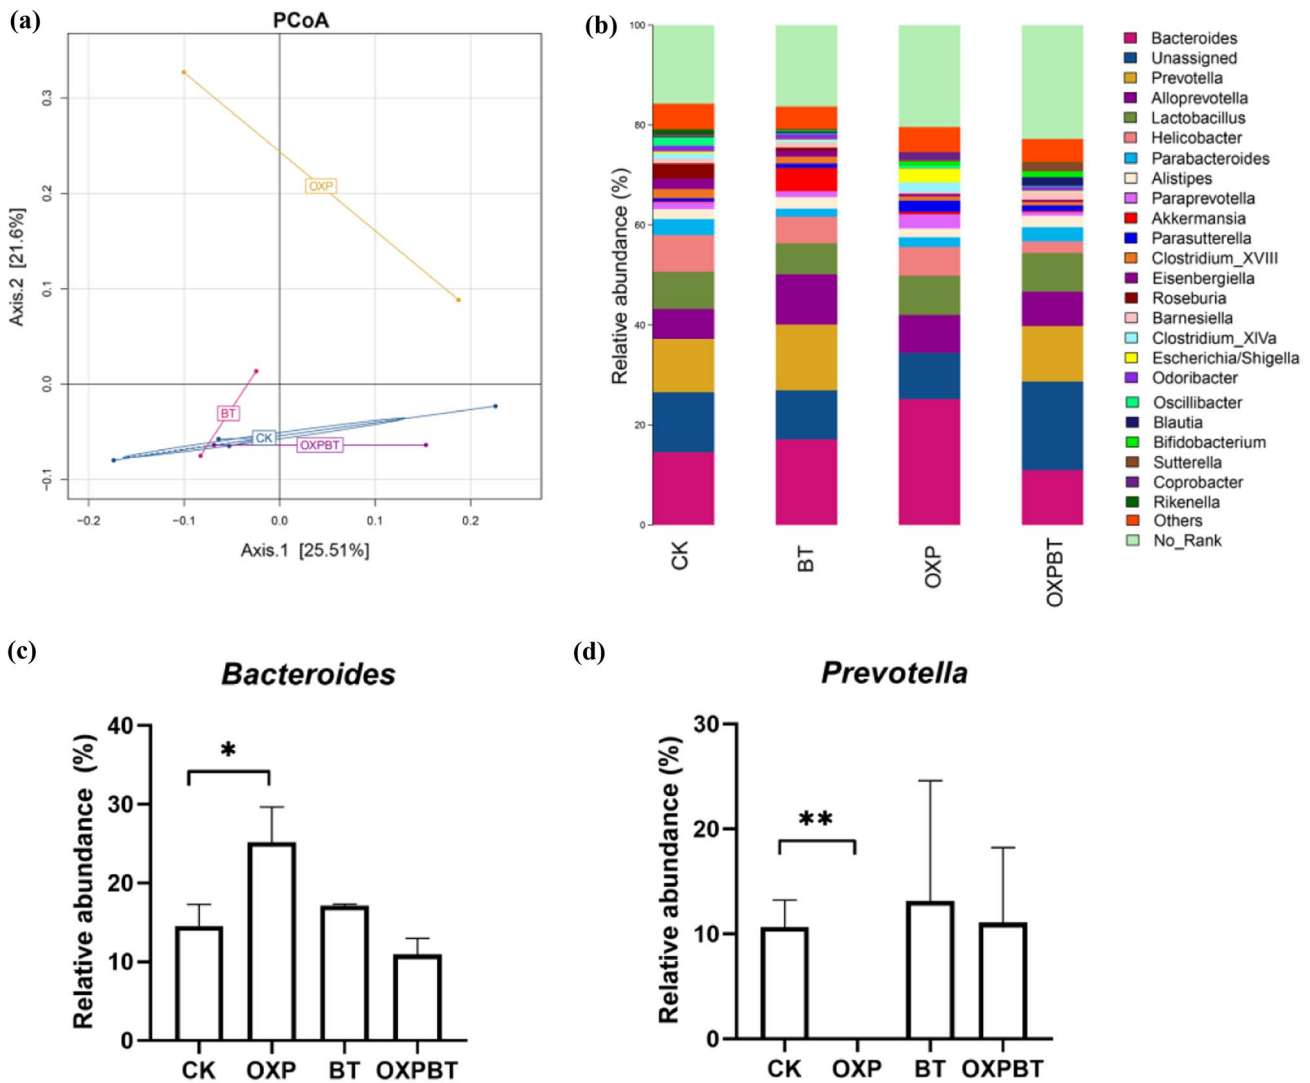 (a)
PCoA
0.3
0.2
0.1
0.0
−0.1
Axis.2 [21.6%]
OXP
BT
CK
OXPBT
−0.2
−0.1
0.0
0.1
0.2
Axis.1 [25.51%]
(b)
100
80
60
40
20
0
Relative abundance (%)
CK
BT
OXP
OXPBT
Bacteroides
Unassigned
Prevotella
Alloprevotella
Lactobacillus
Helicobacter
Parabacteroides
Alistipes
Paraprevotella
Akkermansia
Parasutterella
Clostridium_XVIII
Eisenbergiella
Roseburia
Barnesiella
Clostridium_XIVa
Escherichia/Shigella
Odoribacter
Oscillibacter
Blautia
Bifidobacterium
Sutterella
Coprobacter
Rikenella
Others
No_Rank
(c)
Bacteroides
Relative abundance (%)
40
30
20
10
0
*
CK OXP BT OXPBT
(d)
Prevotella
Relative abundance (%)
30
20
10
0
**
CK OXP BT OXPBT